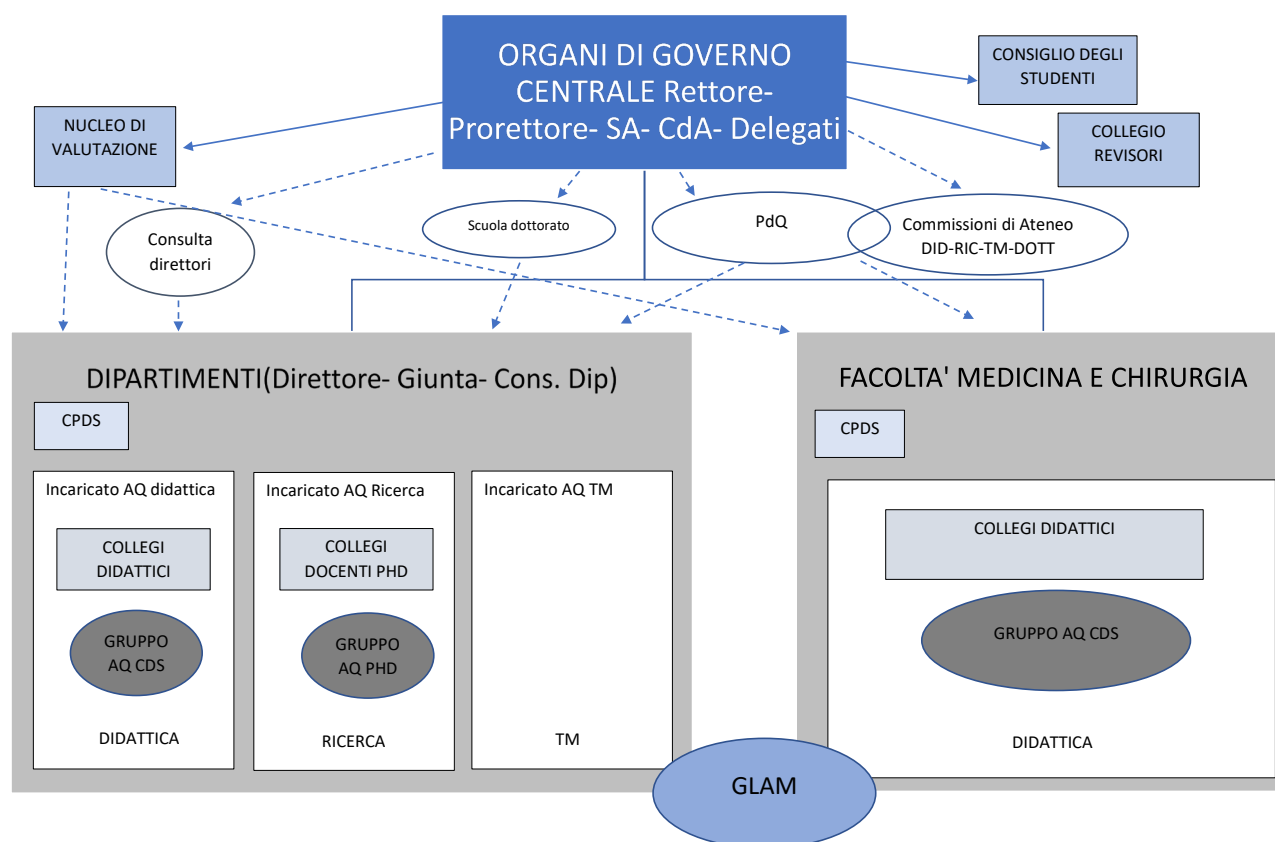 ORGANI DI GOVERNO
CENTRALE Rettore-
Prorettore- SA- CdA- Delegati
CONSIGLIO DEGLI
STUDENTI
NUCLEO DI
VALUTAZIONE
COLLEGIO
REVISORI
Consulta
direttori
Scuola dottorato
PdQ
Commissioni di Ateneo
DID-RIC-TM-DOTT
DIPARTIMENTI(Direttore- Giunta- Cons. Dip)
CPDS
Incaricato AQ didattica
COLLEGI
DIDATTICI
GRUPPO
AQ CDS
DIDATTICA
Incaricato AQ Ricerca
COLLEGI
DOCENTI PHD
GRUPPO
AQ PHD
RICERCA
Incaricato AQ TM
TM
FACOLTA' MEDICINA E CHIRURGIA
CPDS
COLLEGI DIDATTICI
GRUPPO AQ CDS
DIDATTICA
GLAM